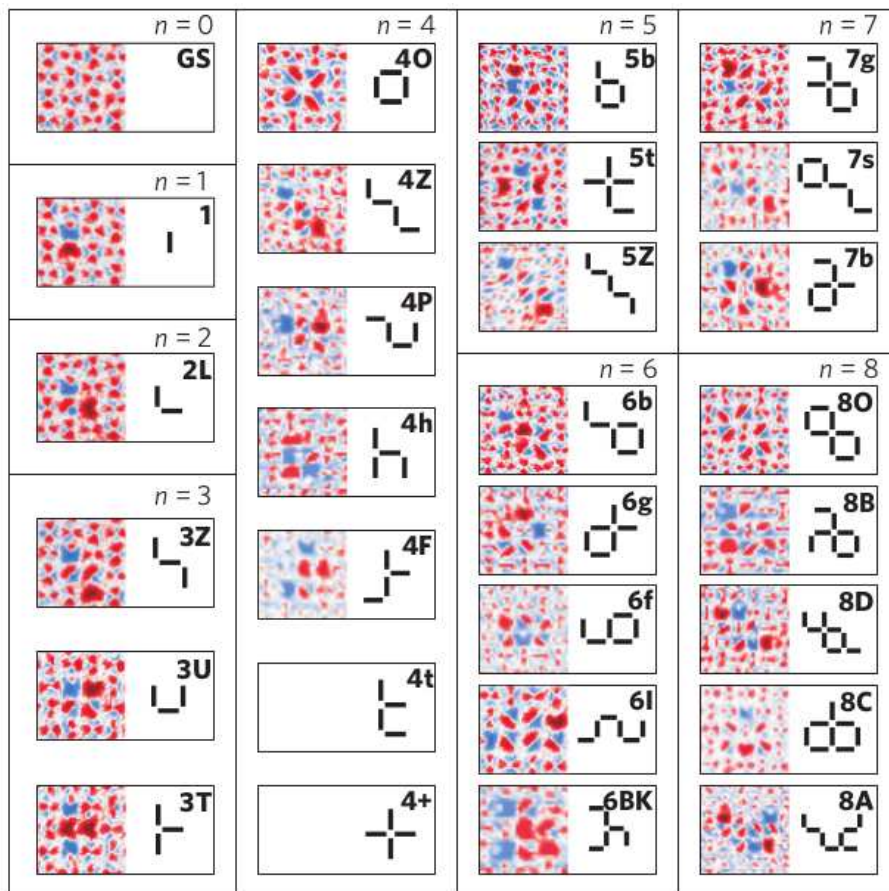 n = 0
GS
n = 1
1
n = 2
2L
n = 3
3Z
3U
3T
n = 4
4O
4Z
4P
4h
4F
4t
4+
n = 5
5b
5t
5Z
n = 6
6b
6g
6f
6I
6BK
n = 7
7g
7s
7b
n = 8
8O
8B
8D
8C
8A